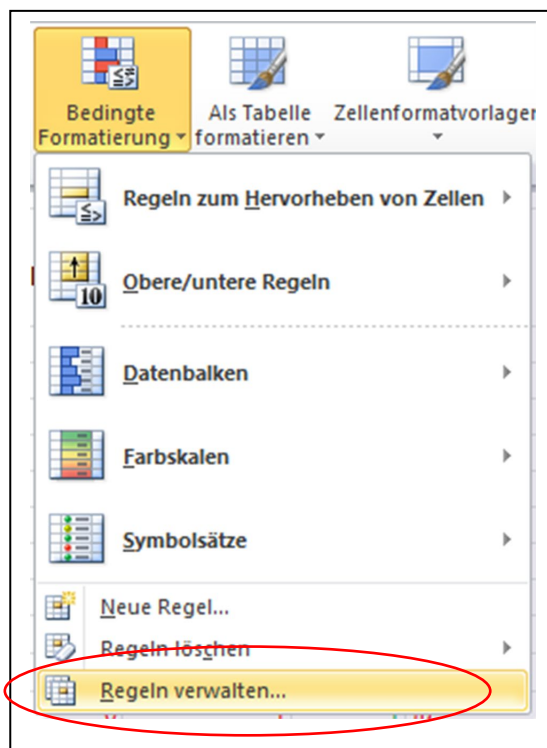 Bedingte Formatierung
Als Tabelle formatieren
Zellenformatvorlagen
Regeln zum Hervorheben von Zellen
Obere/untere Regeln
10
Datenbalken
Farbskalen
Symbolsätze
Neue Regel...
Regeln löschen
Regeln verwalten...